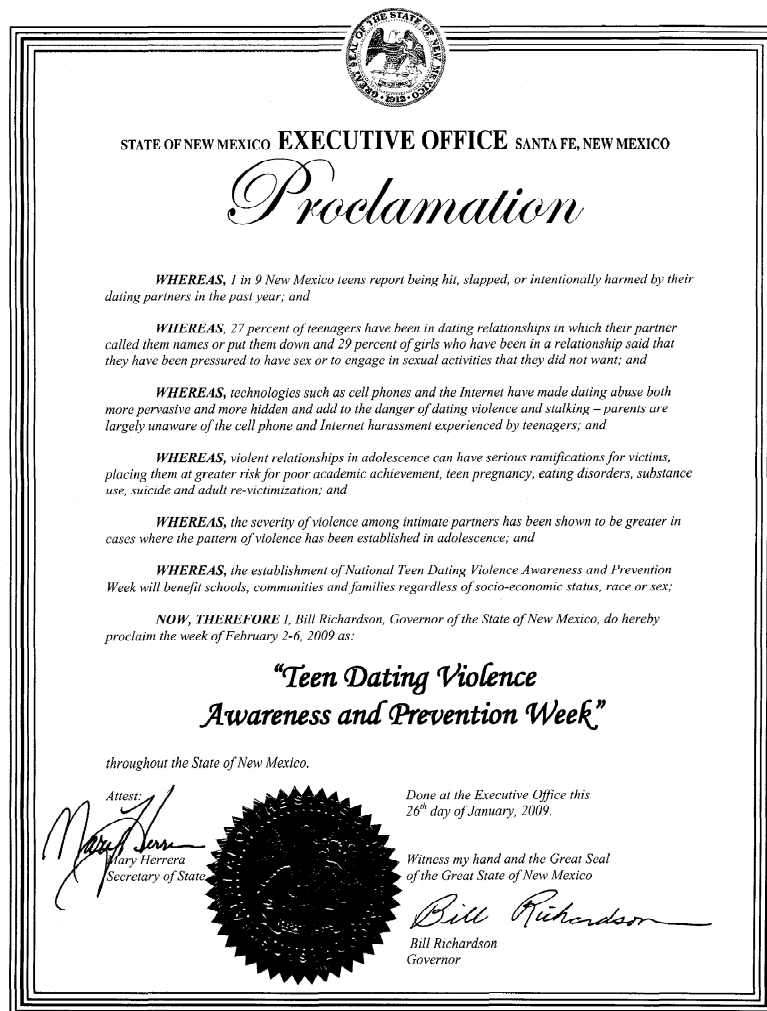 GREAT SEAL OF THE STATE OF NEW MEXICO
· 1912 ·
STATE OF NEW MEXICO EXECUTIVE OFFICE SANTA FE, NEW MEXICO
Proclamation
WHEREAS, 1 in 9 New Mexico teens report being hit, slapped, or intentionally harmed by their
dating partners in the past year; and
WHEREAS, 27 percent of teenagers have been in dating relationships in which their partner
called them names or put them down and 29 percent of girls who have been in a relationship said that
they have been pressured to have sex or to engage in sexual activities that they did not want; and
WHEREAS, technologies such as cell phones and the Internet have made dating abuse both
more pervasive and more hidden and add to the danger of dating violence and stalking – parents are
largely unaware of the cell phone and Internet harassment experienced by teenagers; and
WHEREAS, violent relationships in adolescence can have serious ramifications for victims,
placing them at greater risk for poor academic achievement, teen pregnancy, eating disorders, substance
use, suicide and adult re-victimization; and
WHEREAS, the severity of violence among intimate partners has been shown to be greater in
cases where the pattern of violence has been established in adolescence; and
WHEREAS, the establishment of National Teen Dating Violence Awareness and Prevention
Week will benefit schools, communities and families regardless of socio-economic status, race or sex;
NOW, THEREFORE I, Bill Richardson, Governor of the State of New Mexico, do hereby
proclaim the week of February 2-6, 2009 as:
"Teen Dating Violence
Awareness and Prevention Week"
throughout the State of New Mexico.
Attest:
Mary Herrera
Mary Herrera
Secretary of State
Done at the Executive Office this
26th day of January, 2009.
Witness my hand and the Great Seal
of the Great State of New Mexico
Bill Richardson
Bill Richardson
Governor